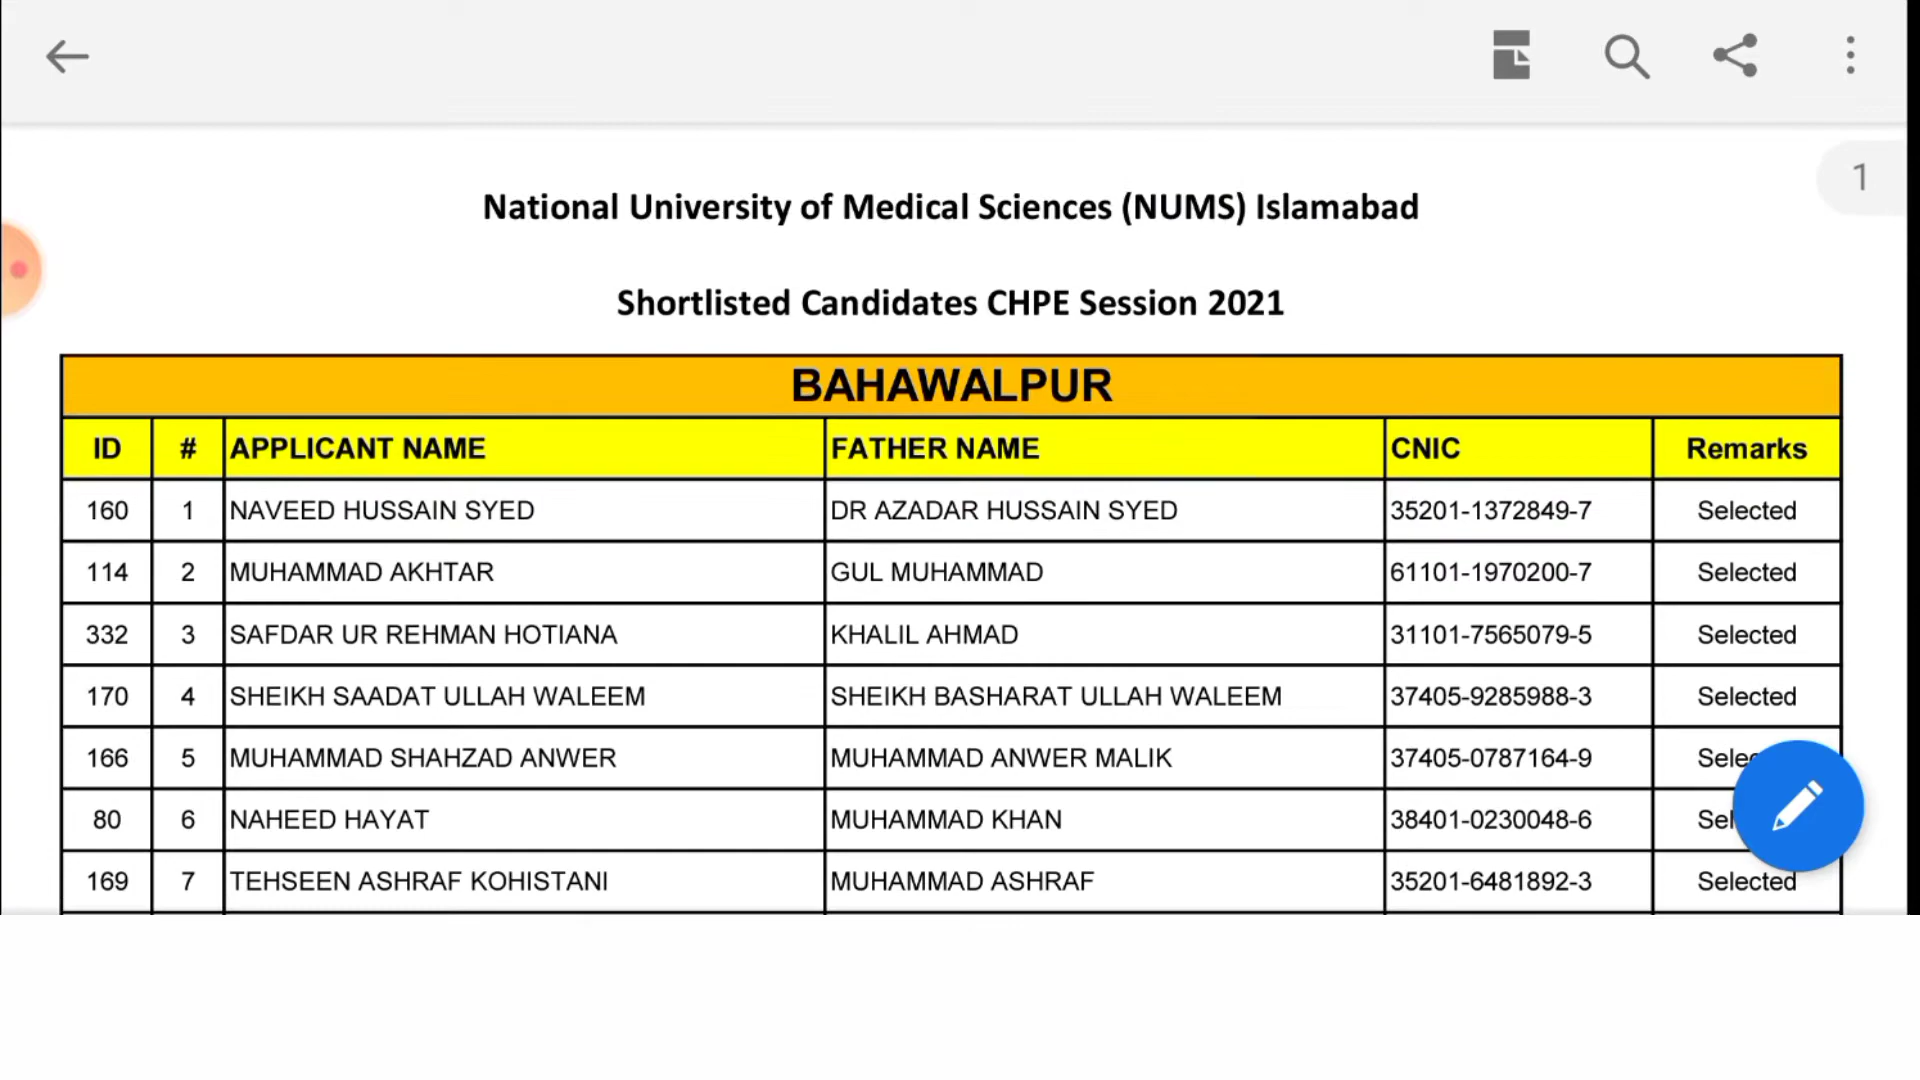 1
National University of Medical Sciences (NUMS) Islamabad
Shortlisted Candidates CHPE Session 2021
BAHAWALPUR
ID # APPLICANT NAME FATHER NAME CNIC Remarks
160 1 NAVEED HUSSAIN SYED DR AZADAR HUSSAIN SYED 35201-1372849-7 Selected
114 2 MUHAMMAD AKHTAR GUL MUHAMMAD 61101-1970200-7 Selected
332 3 SAFDAR UR REHMAN HOTIANA KHALIL AHMAD 31101-7565079-5 Selected
170 4 SHEIKH SAADAT ULLAH WALEEM SHEIKH BASHARAT ULLAH WALEEM 37405-9285988-3 Selected
166 5 MUHAMMAD SHAHZAD ANWER MUHAMMAD ANWER MALIK 37405-0787164-9
80 6 NAHEED HAYAT MUHAMMAD KHAN 38401-0230048-6
169 7 TEHSEEN ASHRAF KOHISTANI MUHAMMAD ASHRAF 35201-6481892-3 Selected